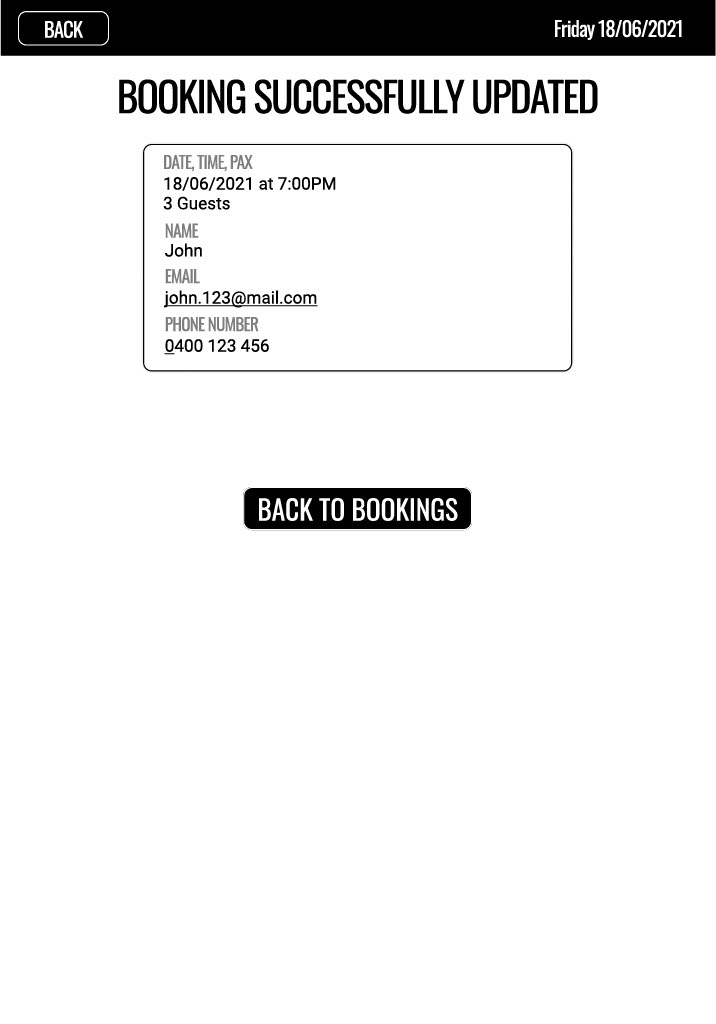 BACK
Friday 18/06/2021
BOOKING SUCCESSFULLY UPDATED
DATE, TIME, PAX
18/06/2021 at 7:00PM
3 Guests
NAME
John
EMAIL
john.123@mail.com
PHONE NUMBER
0400 123 456
BACK TO BOOKINGS